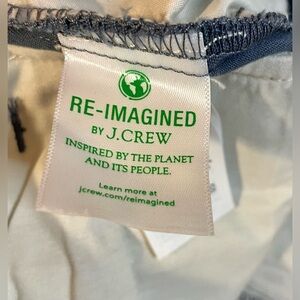 RE-IMAGINED
BY J.CREW
INSPIRED BY THE PLANET
AND ITS PEOPLE.
Learn more at
jcrew.com/reimagined